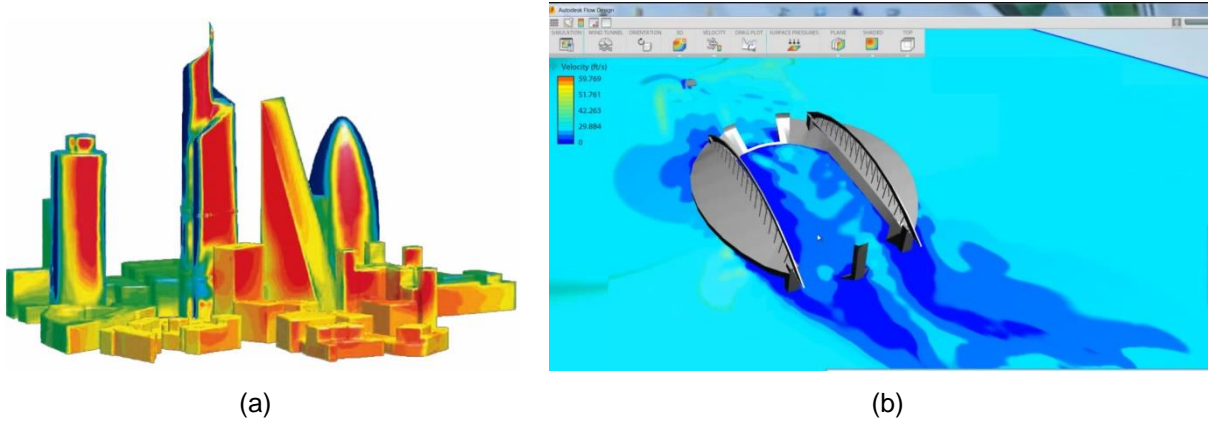 Autodesk Flow Design
SIMULATION WIND TUNNEL ORIENTATION 3D VELOCITY DRAG PLOT SURFACE PRESSURES PLANE SHADED TOP
Velocity (ft/s)
59.769
51.761
42.263
29.884
0
(a) (b)